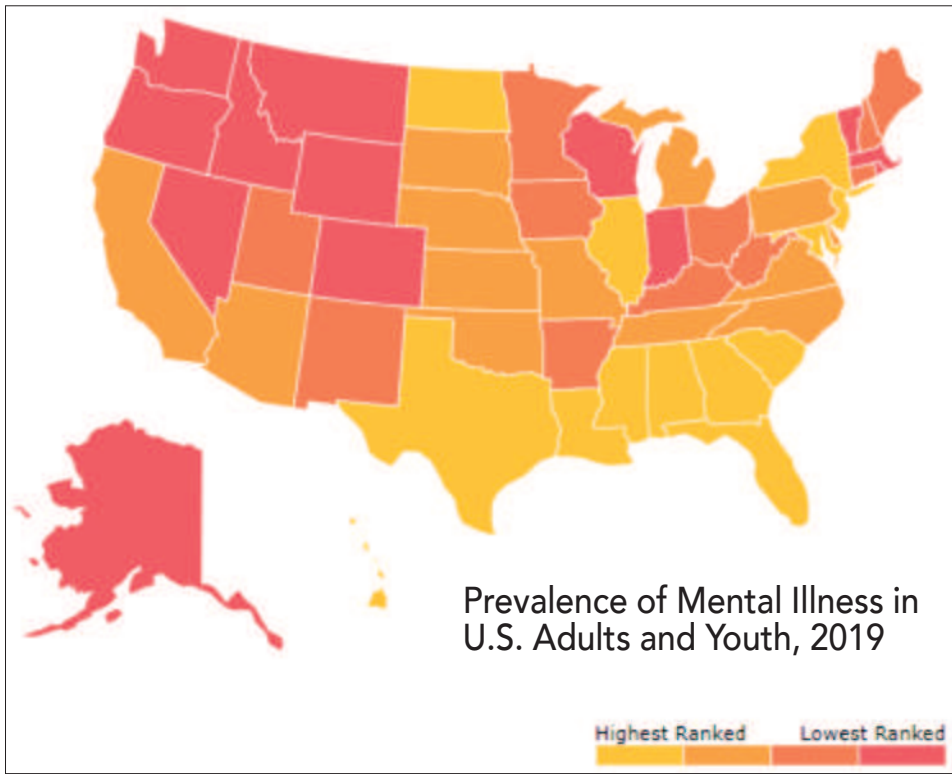 Prevalence of Mental Illness in
U.S. Adults and Youth, 2019
Highest Ranked Lowest Ranked